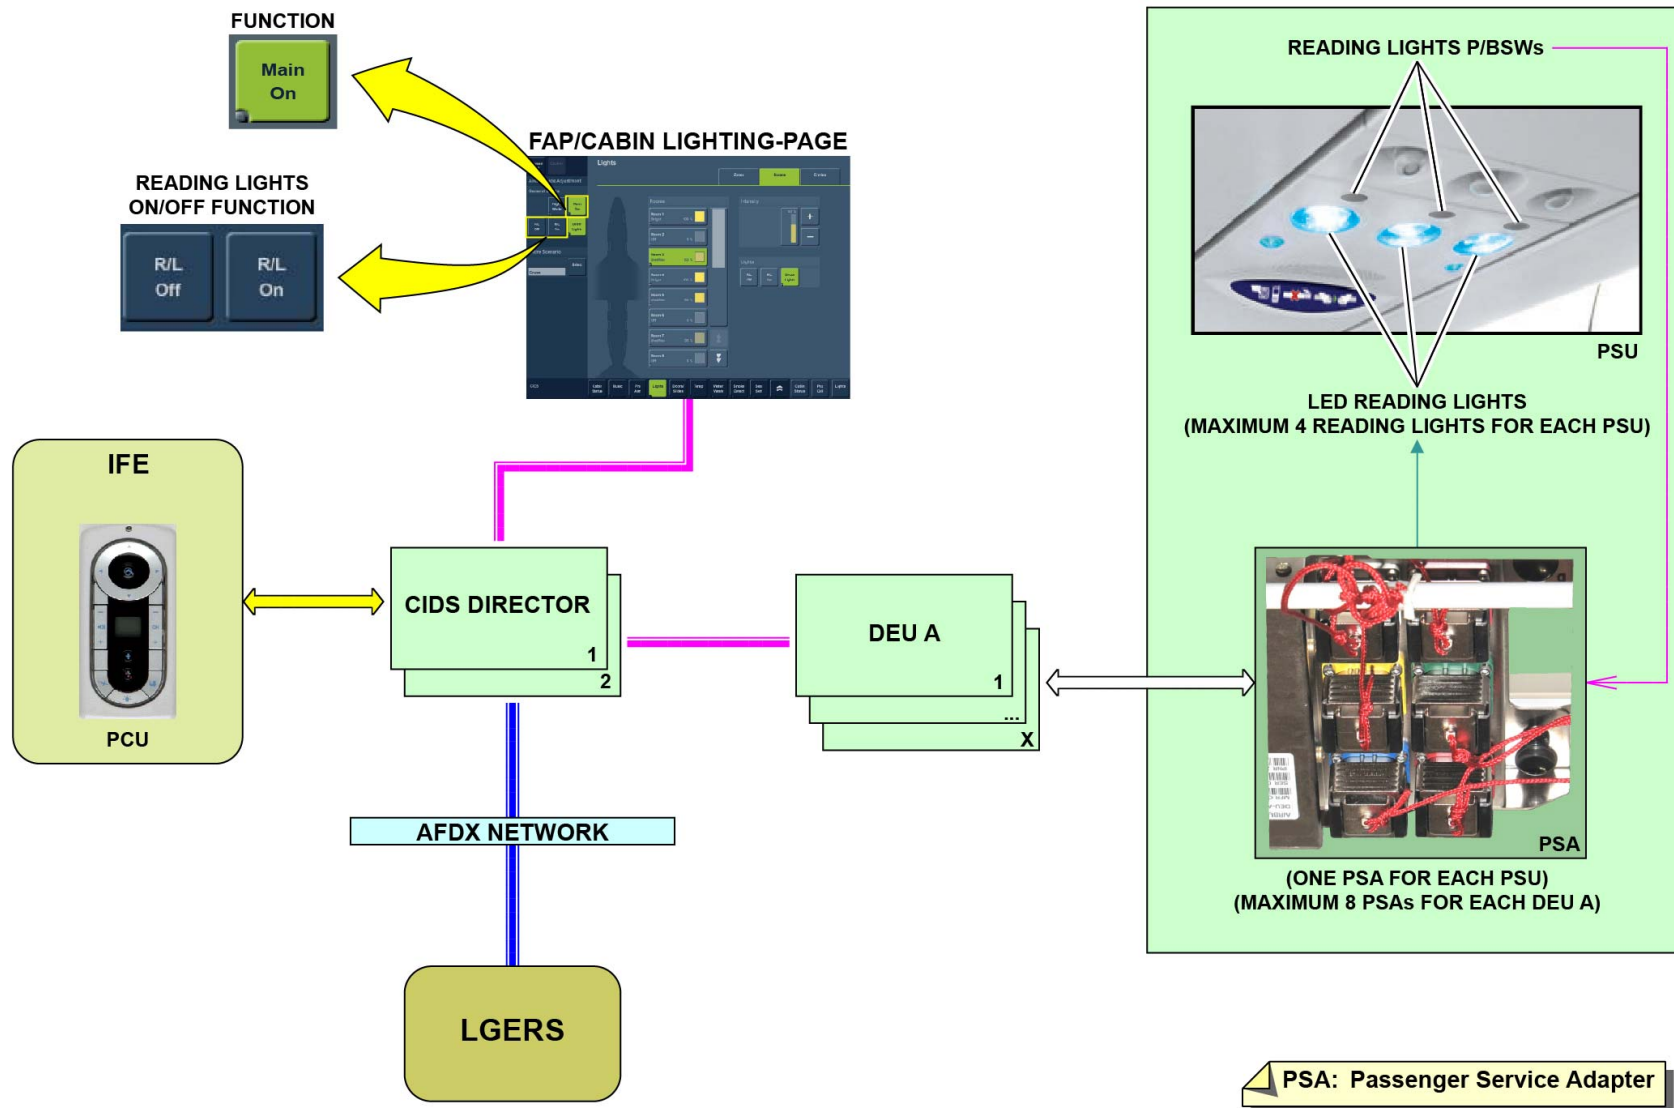 FUNCTION
Main
On
READING LIGHTS
ON/OFF FUNCTION
R/L
Off
R/L
On
FAP/CABIN LIGHTING-PAGE
Lights
READING LIGHTS P/BSWs
PSU
LED READING LIGHTS
(MAXIMUM 4 READING LIGHTS FOR EACH PSU)
IFE
PCU
CIDS DIRECTOR
1
2
DEU A
1
...
X
PSA
(ONE PSA FOR EACH PSU)
(MAXIMUM 8 PSAs FOR EACH DEU A)
AFDX NETWORK
LGERS
PSA: Passenger Service Adapter